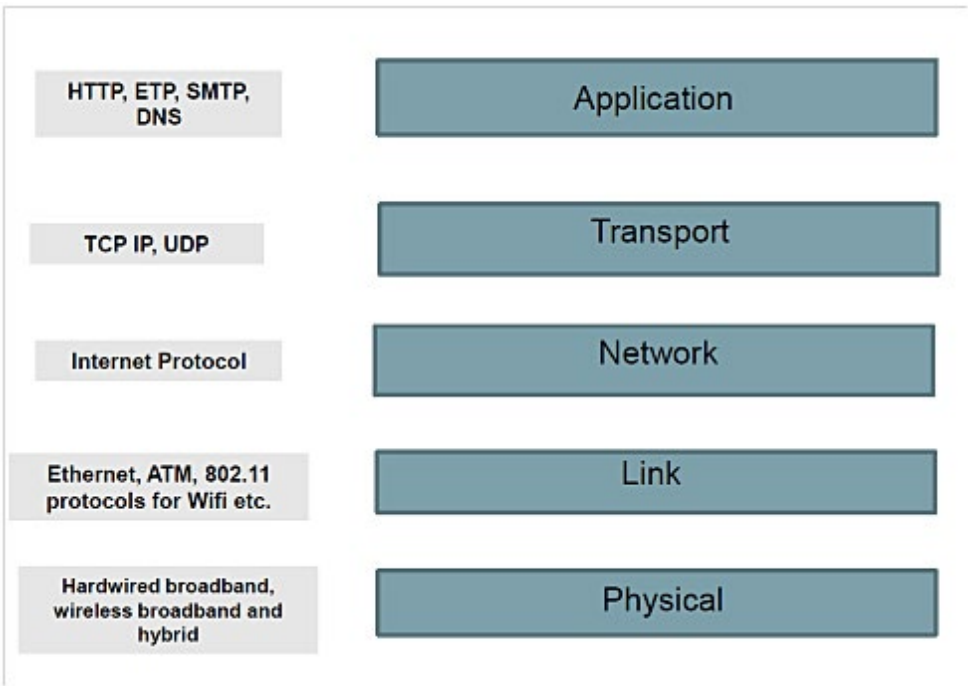 HTTP, ETP, SMTP,
DNS
Application
TCP IP, UDP
Transport
Internet Protocol
Network
Ethernet, ATM, 802.11
protocols for Wifi etc.
Link
Hardwired broadband,
wireless broadband and
hybrid
Physical